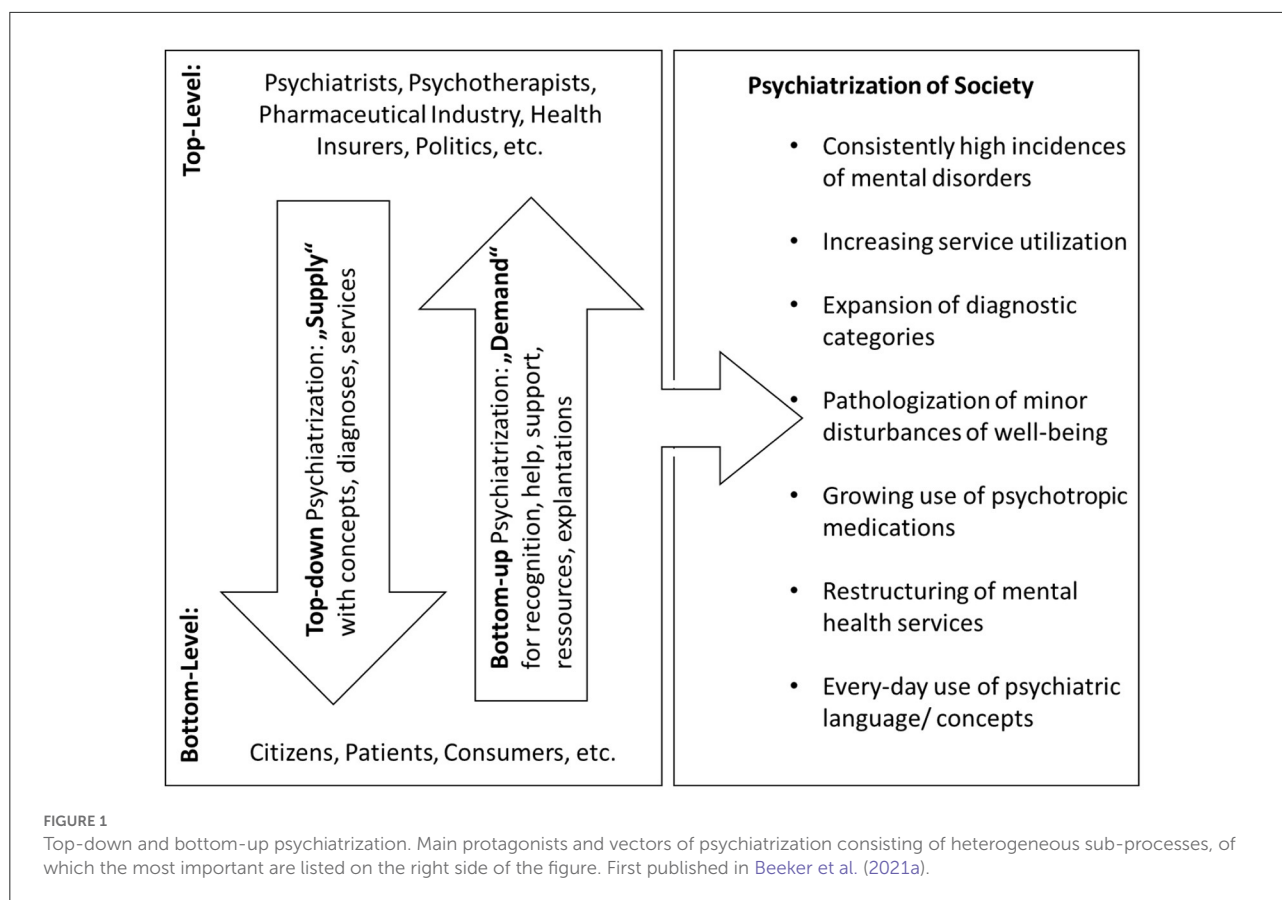 Top-Level:
Psychiatrists, Psychotherapists,
Pharmaceutical Industry, Health
Insurers, Politics, etc.
Top-down Psychiatrization: „Supply“
with concepts, diagnoses, services
Bottom-up Psychiatrization: „Demand“
for recognition, help, support,
ressources, explantations
Bottom-Level:
Citizens, Patients, Consumers, etc.
Psychiatrization of Society
• Consistently high incidences
of mental disorders
• Increasing service utilization
• Expansion of diagnostic
categories
• Pathologization of minor
disturbances of well-being
• Growing use of psychotropic
medications
• Restructuring of mental
health services
• Every-day use of psychiatric
language/ concepts
FIGURE 1
Top-down and bottom-up psychiatrization. Main protagonists and vectors of psychiatrization consisting of heterogeneous sub-processes, of
which the most important are listed on the right side of the figure. First published in Beeker et al. (2021a).